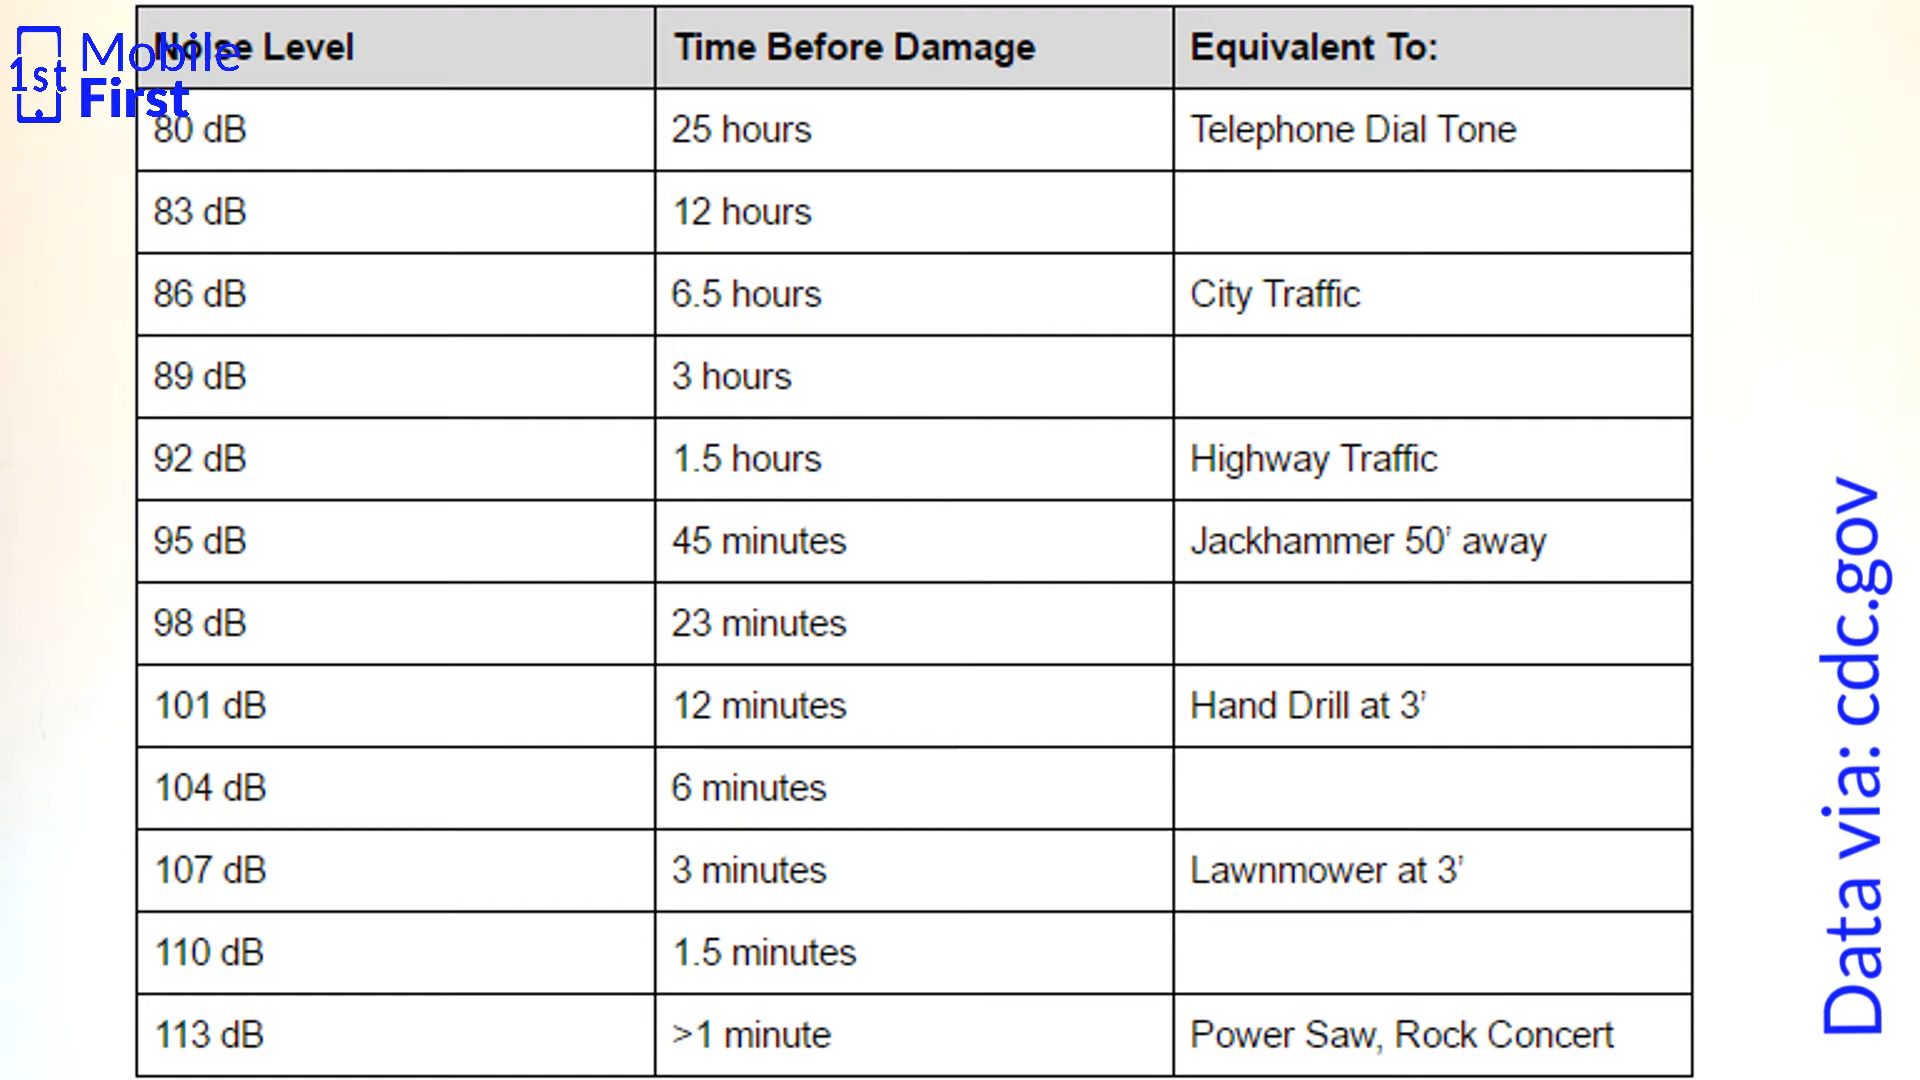 1st Mobile First
Noise Level Time Before Damage Equivalent To:
80 dB 25 hours Telephone Dial Tone
83 dB 12 hours
86 dB 6.5 hours City Traffic
89 dB 3 hours
92 dB 1.5 hours Highway Traffic
95 dB 45 minutes Jackhammer 50’ away
98 dB 23 minutes
101 dB 12 minutes Hand Drill at 3’
104 dB 6 minutes
107 dB 3 minutes Lawnmower at 3’
110 dB 1.5 minutes
113 dB >1 minute Power Saw, Rock Concert
Data via: cdc.gov